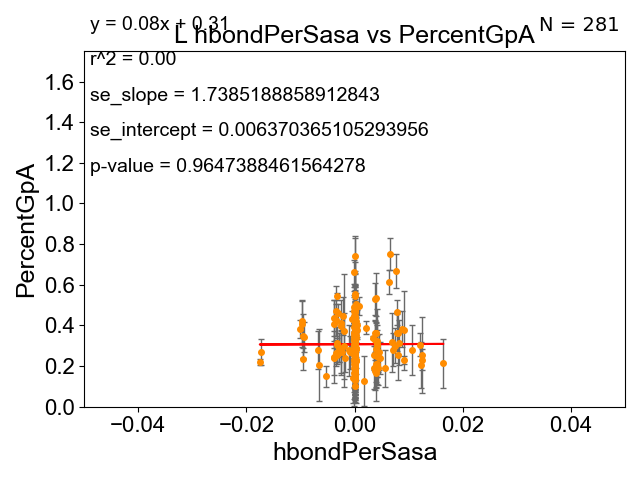 y = 0.08x + 0.31
N = 281
L hbondPerSasa vs PercentGpA
r^2 = 0.00
se_slope = 1.7385188858912843
se_intercept = 0.006370365105293956
p-value = 0.9647388461564278
PercentGpA
1.6
1.4
1.2
1.0
0.8
0.6
0.4
0.2
0.0
−0.04 −0.02 0.00 0.02 0.04
hbondPerSasa